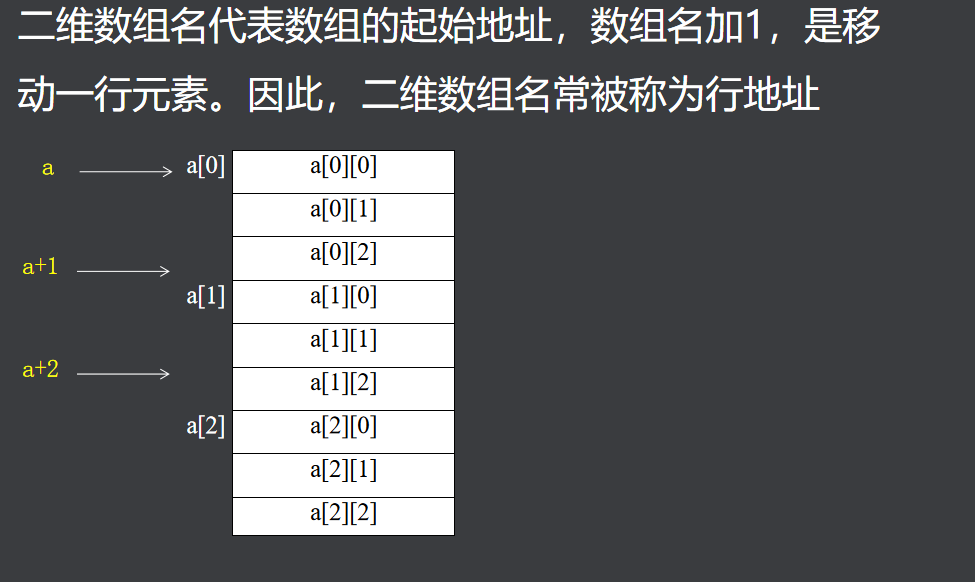 二维数组名代表数组的起始地址，数组名加1，是移
动一行元素。因此，二维数组名常被称为行地址
a a[0] a[0][0]
a[0][1]
a+1 a[0][2]
a[1] a[1][0]
a[1][1]
a+2 a[1][2]
a[2] a[2][0]
a[2][1]
a[2][2]